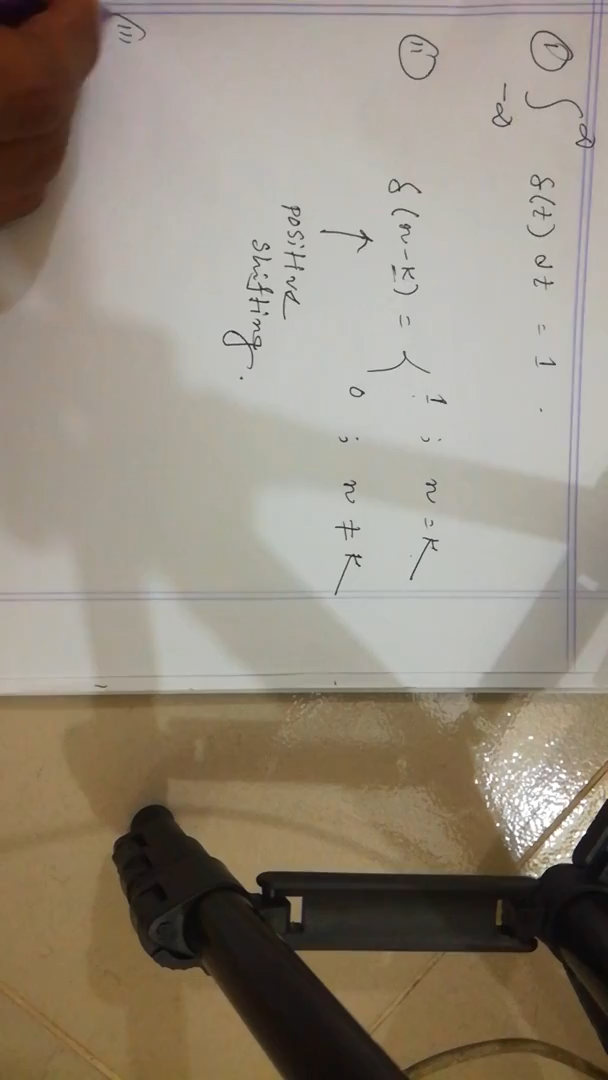 (i) ∫_{-∞}^{∞} δ(t) dt = 1.
(ii) δ(n-k) = { 1 ; n = k
0 ; n ≠ k
↑
positive
shifting.
(iii)